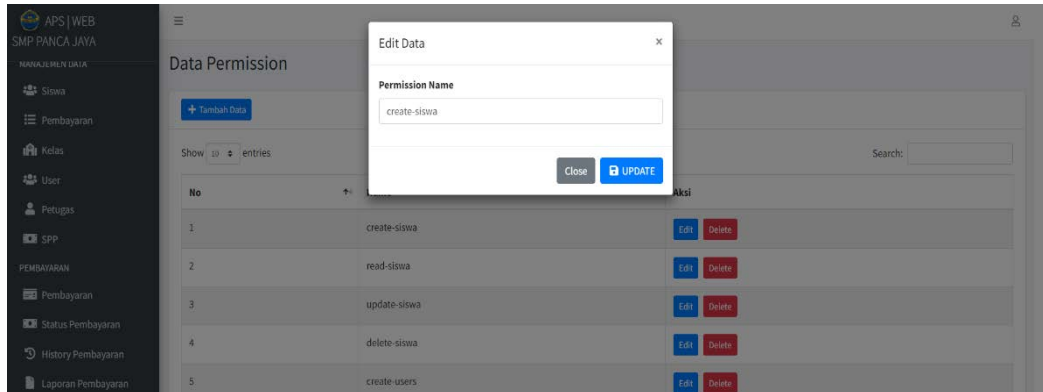 APS | WEB
SMP PANCA JAYA
MANAJEMEN DATA
Siswa
Pembayaran
Kelas
User
Petugas
SPP
PEMBAYARAN
Pembayaran
Status Pembayaran
History Pembayaran
Laporan Pembayaran
Data Permission
+ Tambah Data
Show 10 entries
Search:
No Aksi
1 create-siswa Edit Delete
2 read-siswa Edit Delete
3 update-siswa Edit Delete
4 delete-siswa Edit Delete
5 create-users Edit Delete
Edit Data ×
Permission Name
create-siswa
Close UPDATE